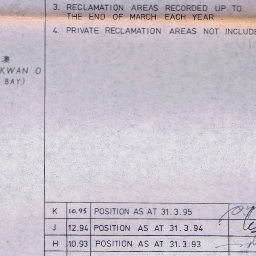 3. RECLAMATION AREAS RECORDED UP TO
THE END OF MARCH EACH YEAR
4. PRIVATE RECLAMATION AREAS NOT INCLUDE
KWAN O
BAY)
K 10.95 POSITION AS AT 31.3.95
J 12.94 POSITION AS AT 31.3.94
H 10.93 POSITION AS AT 31.3.93